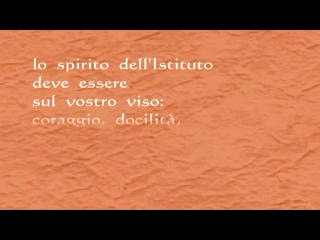 lo spirito dell'Istituto
deve essere
sul vostro viso:
coraggio, docilità,